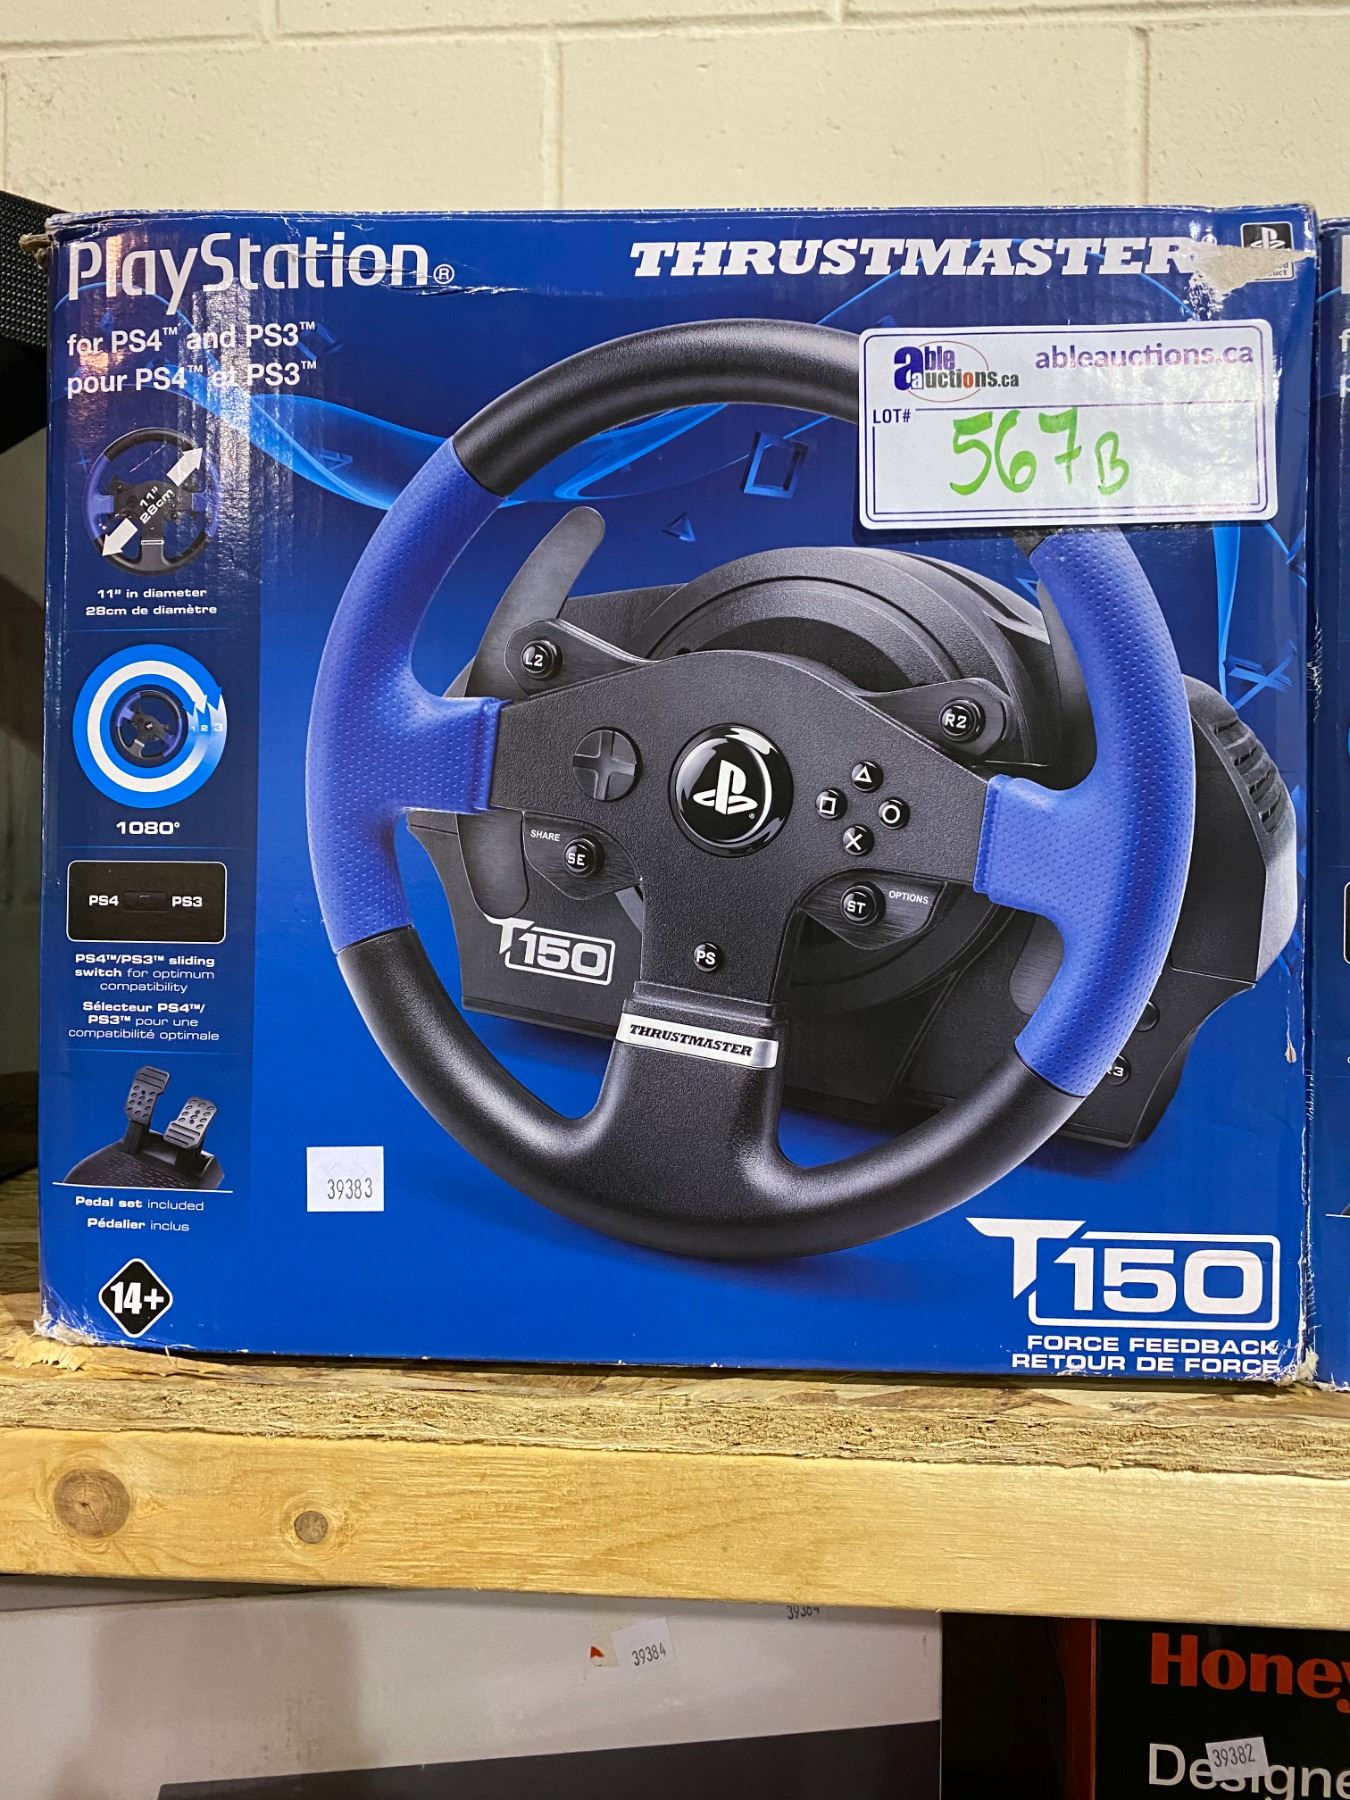 PlayStation®
THRUSTMASTER
for PS4™ and PS3™
pour PS4™ et PS3™
able auctions.ca
ableauctions.ca
LOT#
567B
11"
28cm
11" in diameter
28cm de diamètre
L2
R2
1 2 3
1080°
SHARE
SE
OPTIONS
ST
PS4 PS3
T150
PS
PS4™/PS3™ sliding
switch for optimum
compatibility
Sélecteur PS4™/
PS3™ pour une
compatibilité optimale
THRUSTMASTER
Pedal set included
Pédalier inclus
39383
14+
T150
FORCE FEEDBACK
RETOUR DE FORCE
39384
39384
Honey
39382
Designe